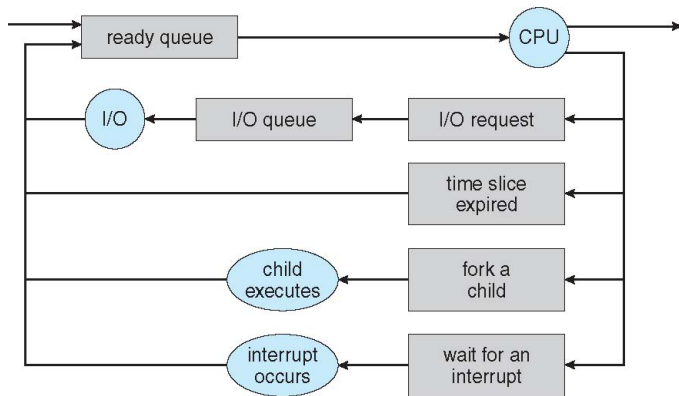 ready queue
CPU
I/O
I/O queue
I/O request
time slice
expired
child
executes
fork a
child
interrupt
occurs
wait for an
interrupt